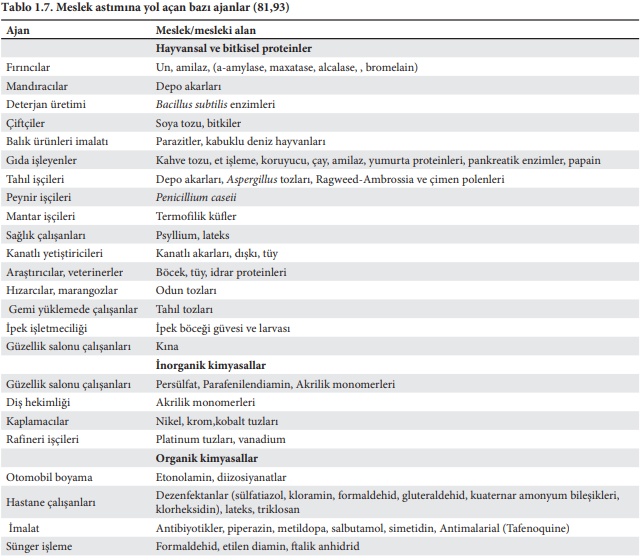 Tablo 1.7. Meslek astımına yol açan bazı ajanlar (81,93)
Ajan Meslek/mesleki alan
Hayvansal ve bitkisel proteinler
Fırıncılar Un, amilaz, (a-amylase, maxatase, alcalase, , bromelain)
Mandıracılar Depo akarları
Deterjan üretimi Bacillus subtilis enzimleri
Çiftçiler Soya tozu, bitkiler
Balık ürünleri imalatı Parazitler, kabuklu deniz hayvanları
Gıda işleyenler Kahve tozu, et işleme, koruyucu, çay, amilaz, yumurta proteinleri, pankreatik enzimler, papain
Tahıl işçileri Depo akarları, Aspergillus tozları, Ragweed-Ambrossia ve çimen polenleri
Peynir işçileri Penicillium caseii
Mantar işçileri Termofilik küfler
Sağlık çalışanları Psyllium, lateks
Kanatlı yetiştiricileri Kanatlı akarları, dışkı, tüy
Araştırıcılar, veterinerler Böcek, tüy, idrar proteinleri
Hızarcılar, marangozlar Odun tozları
Gemi yüklemede çalışanlar Tahıl tozları
İpek işletmeciliği İpek böceği güvesi ve larvası
Güzellik salonu çalışanları Kına
İnorganik kimyasallar
Güzellik salonu çalışanları Persülfat, Parafenilendiamin, Akrilik monomerleri
Diş hekimliği Akrilik monomerleri
Kaplamacılar Nikel, krom,kobalt tuzları
Rafineri işçileri Platinum tuzları, vanadium
Organik kimyasallar
Otomobil boyama Etonolamin, diizosiyanatlar
Hastane çalışanları Dezenfektanlar (sülfatiazol, kloramin, formaldehid, gluteraldehid, kuaternar amonyum bileşikleri,
klorheksidin), lateks, triklosan
İmalat Antibiyotikler, piperazin, metildopa, salbutamol, simetidin, Antimalarial (Tafenoquine)
Sünger işleme Formaldehid, etilen diamin, ftalik anhidrid